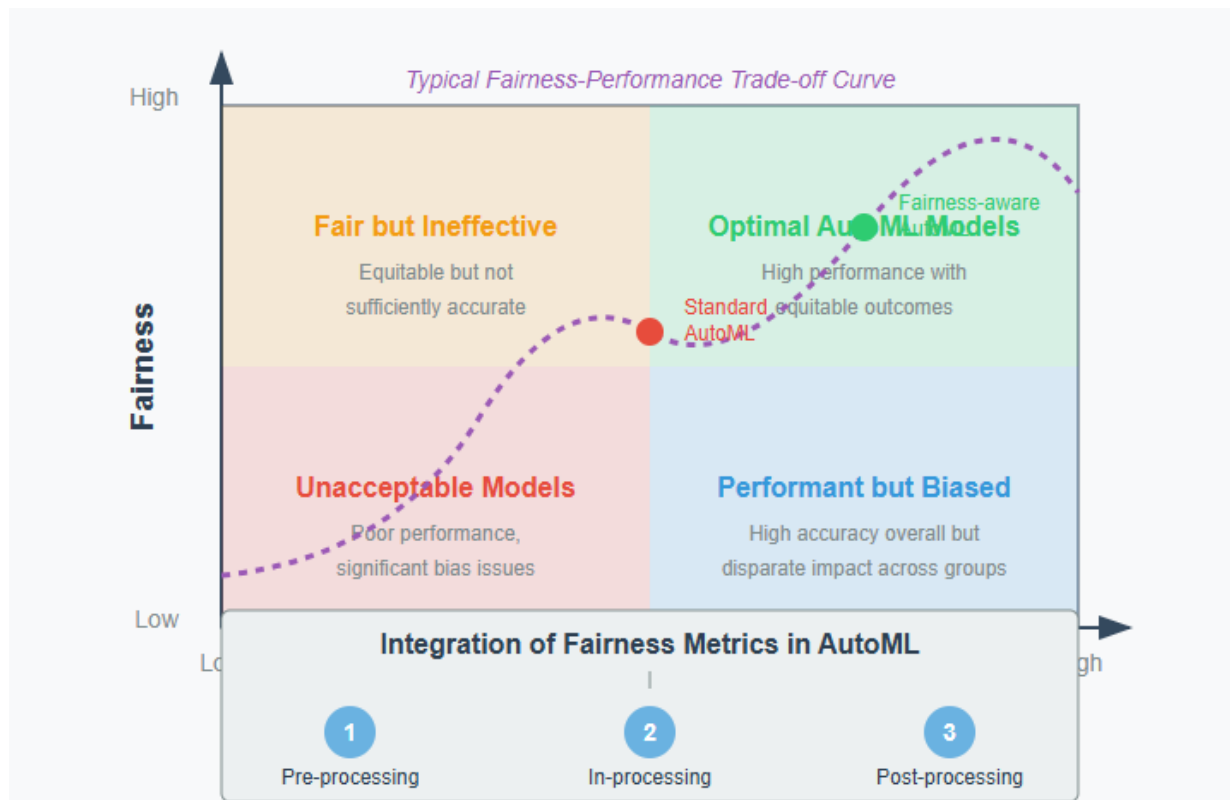 Typical Fairness-Performance Trade-off Curve
High
Fairness
Low
Fair but Ineffective
Equitable but not
sufficiently accurate
Optimal AutoML Models
High performance with
equitable outcomes
Fairness-aware
AutoML
Standard
AutoML
Unacceptable Models
Poor performance,
significant bias issues
Performant but Biased
High accuracy overall but
disparate impact across groups
Integration of Fairness Metrics in AutoML
1
Pre-processing
2
In-processing
3
Post-processing